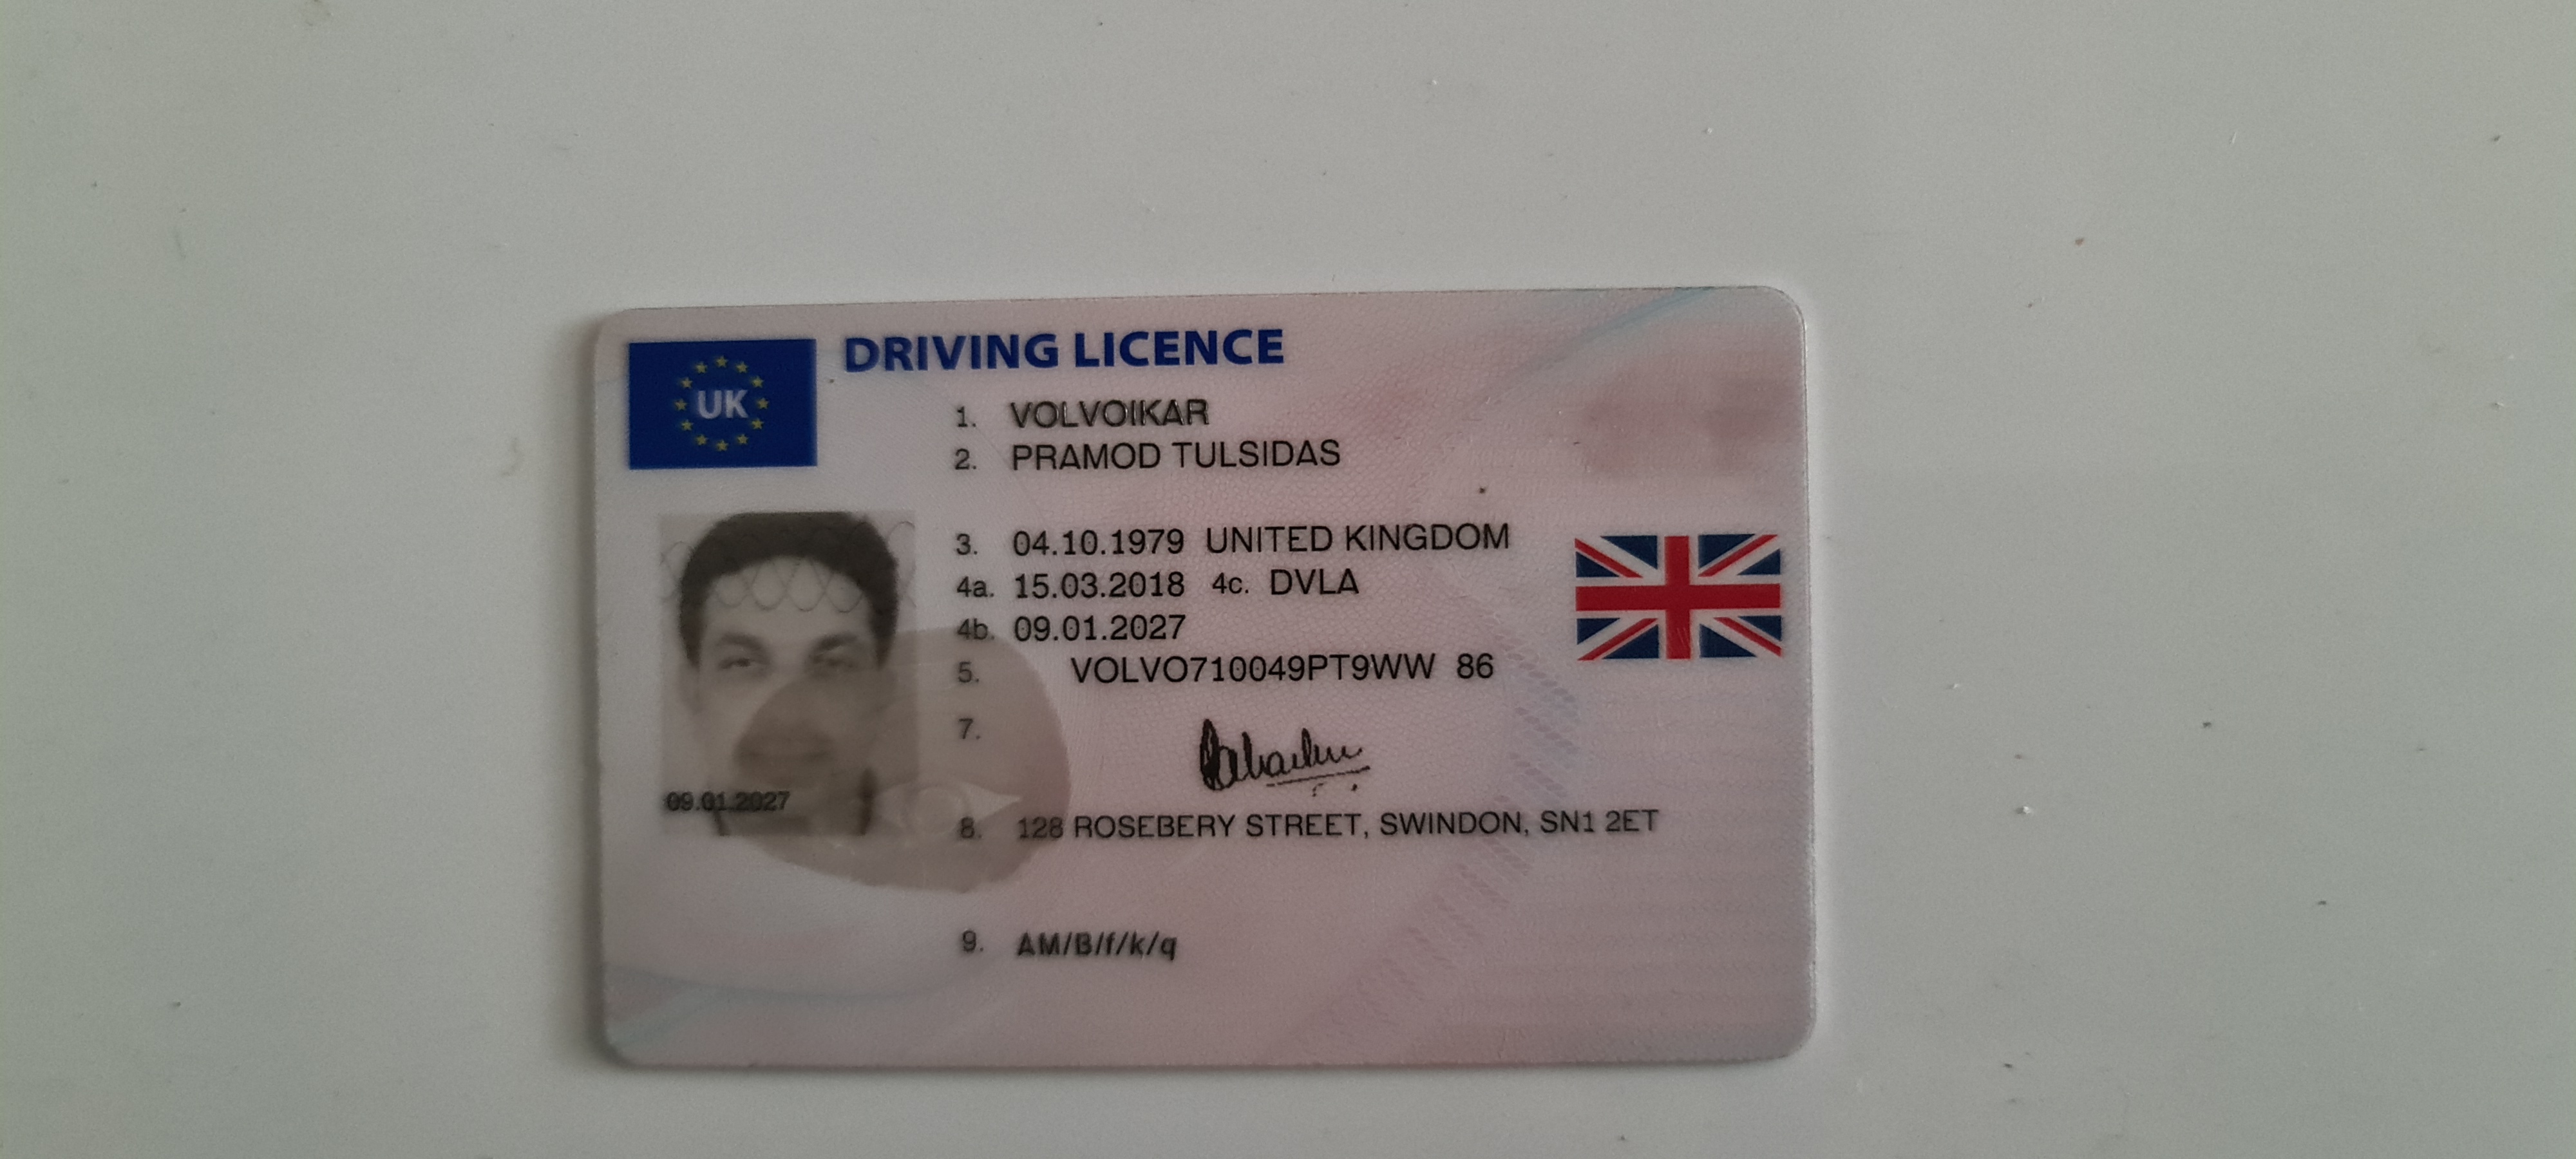 UK
DRIVING LICENCE
1. VOLVOIKAR
2. PRAMOD TULSIDAS
3. 04.10.1979 UNITED KINGDOM
4a. 15.03.2018 4c. DVLA
4b. 09.01.2027
5. VOLVO710049PT9WW 86
7.
09.01.2027
8. 128 ROSEBERY STREET, SWINDON, SN1 2ET
9. AM/B/f/k/q